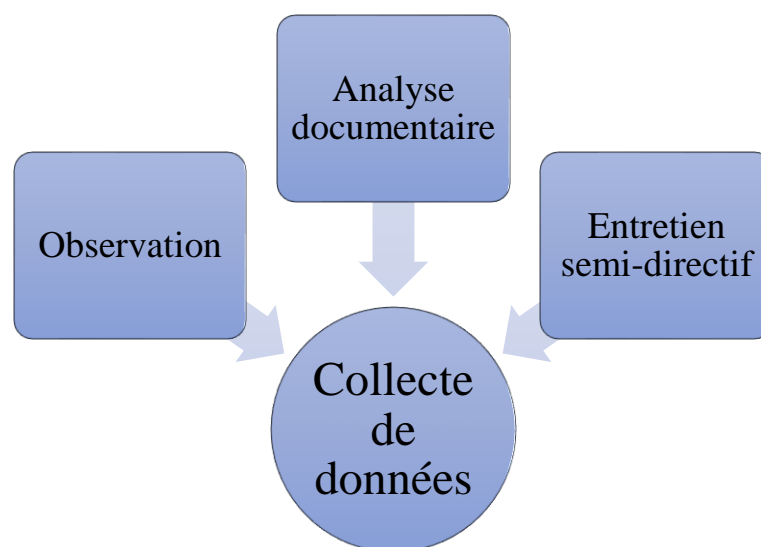 Analyse
documentaire
Observation
Entretien
semi-directif
Collecte
de
données